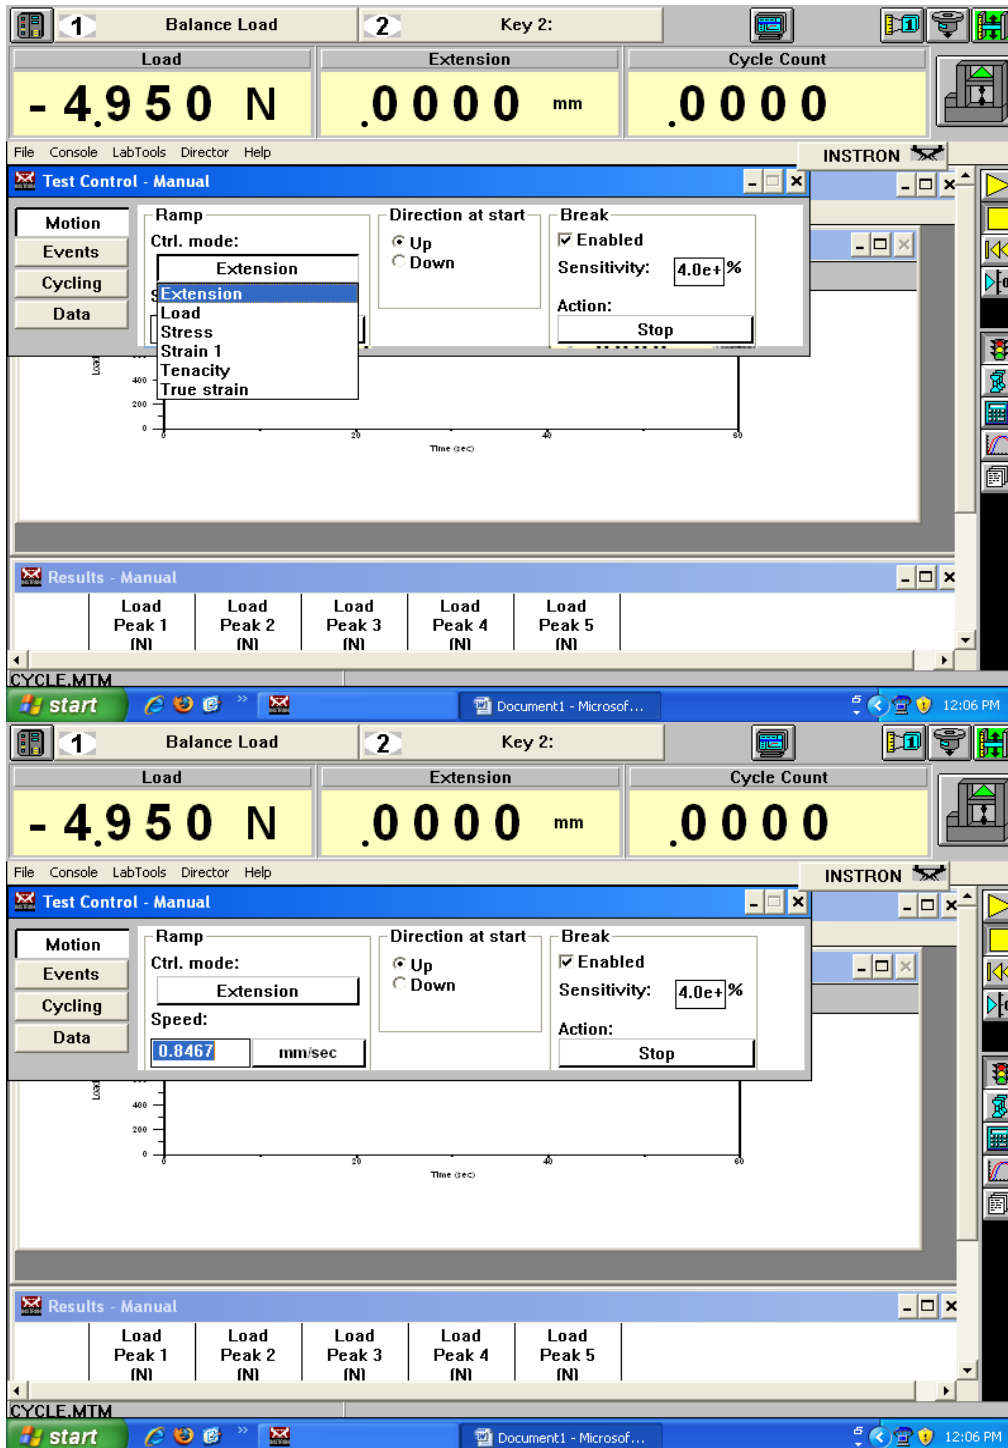 1 Balance Load 2 Key 2: 1
Load Extension Cycle Count
-4.950 N .0000 mm .0000
File Console LabTools Director Help
INSTRON
Test Control - Manual
Motion
Events
Cycling
Data
Ramp
Ctrl. mode:
Extension
Extension
Load
Stress
Strain 1
Tenacity
True strain
Direction at start
Up
Down
Break
Enabled
Sensitivity: 4.0e+ %
Action:
Stop
400
200
0
0 20 40 60
Time (sec)
Results - Manual
Load Load Load Load Load
Peak 1 Peak 2 Peak 3 Peak 4 Peak 5
(N) (N) (N) (N) (N)
CYCLE.MTM
start Document1 - Microsof... 12:06 PM
1 Balance Load 2 Key 2: 1
Load Extension Cycle Count
-4.950 N .0000 mm .0000
File Console LabTools Director Help
INSTRON
Test Control - Manual
Motion
Events
Cycling
Data
Ramp
Ctrl. mode:
Extension
Speed:
0.8467 mm/sec
Direction at start
Up
Down
Break
Enabled
Sensitivity: 4.0e+ %
Action:
Stop
400
200
0
0 20 40 60
Time (sec)
Results - Manual
Load Load Load Load Load
Peak 1 Peak 2 Peak 3 Peak 4 Peak 5
(N) (N) (N) (N) (N)
CYCLE.MTM
start Document1 - Microsof... 12:06 PM